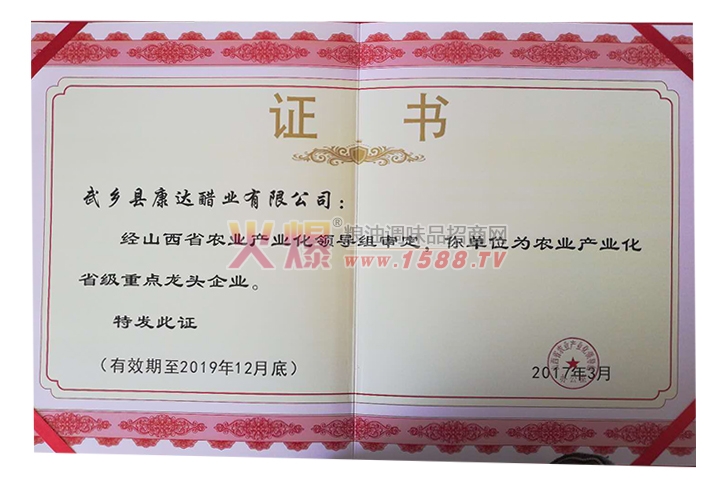 证 书
武乡县康达醋业有限公司：
经山西省农业产业化领导组审定，你单位为农业产业化
省级重点龙头企业。
特发此证
（有效期至2019年12月底）
2017年3月
火爆®粮油调味品招商网
www.1588.TV